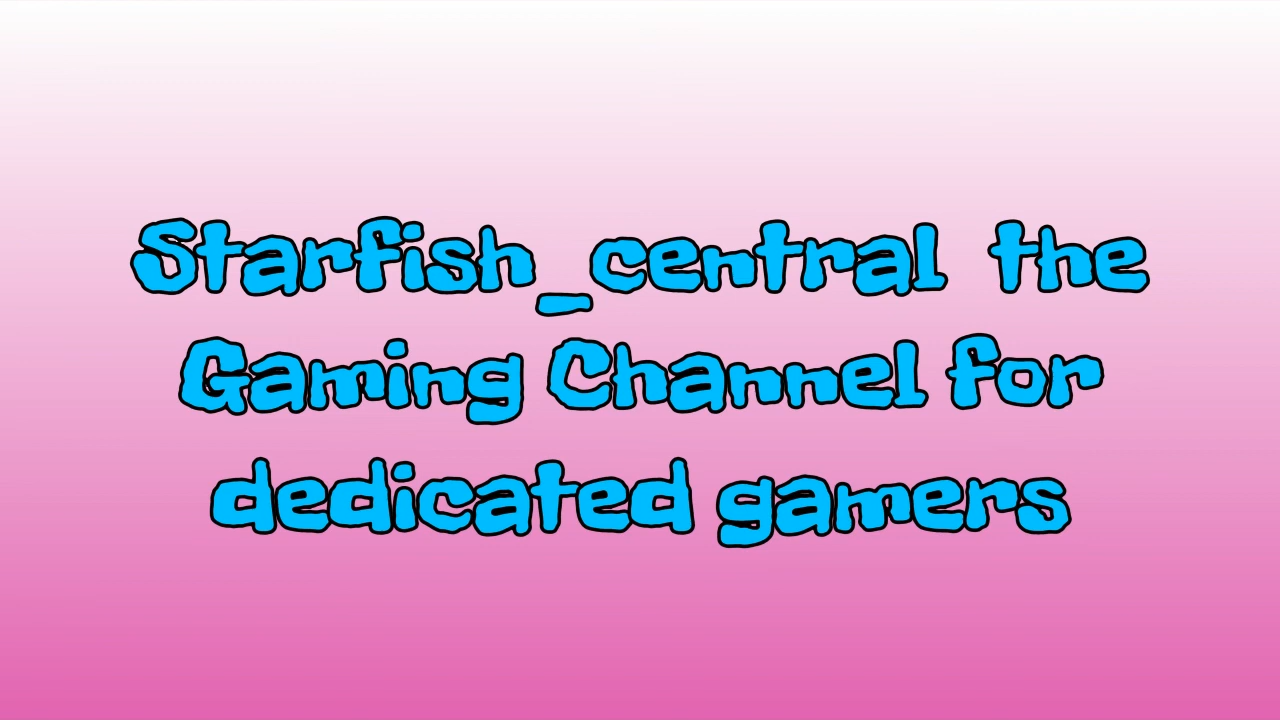 Starfish_central  the
Gaming Channel for
dedicated gamers